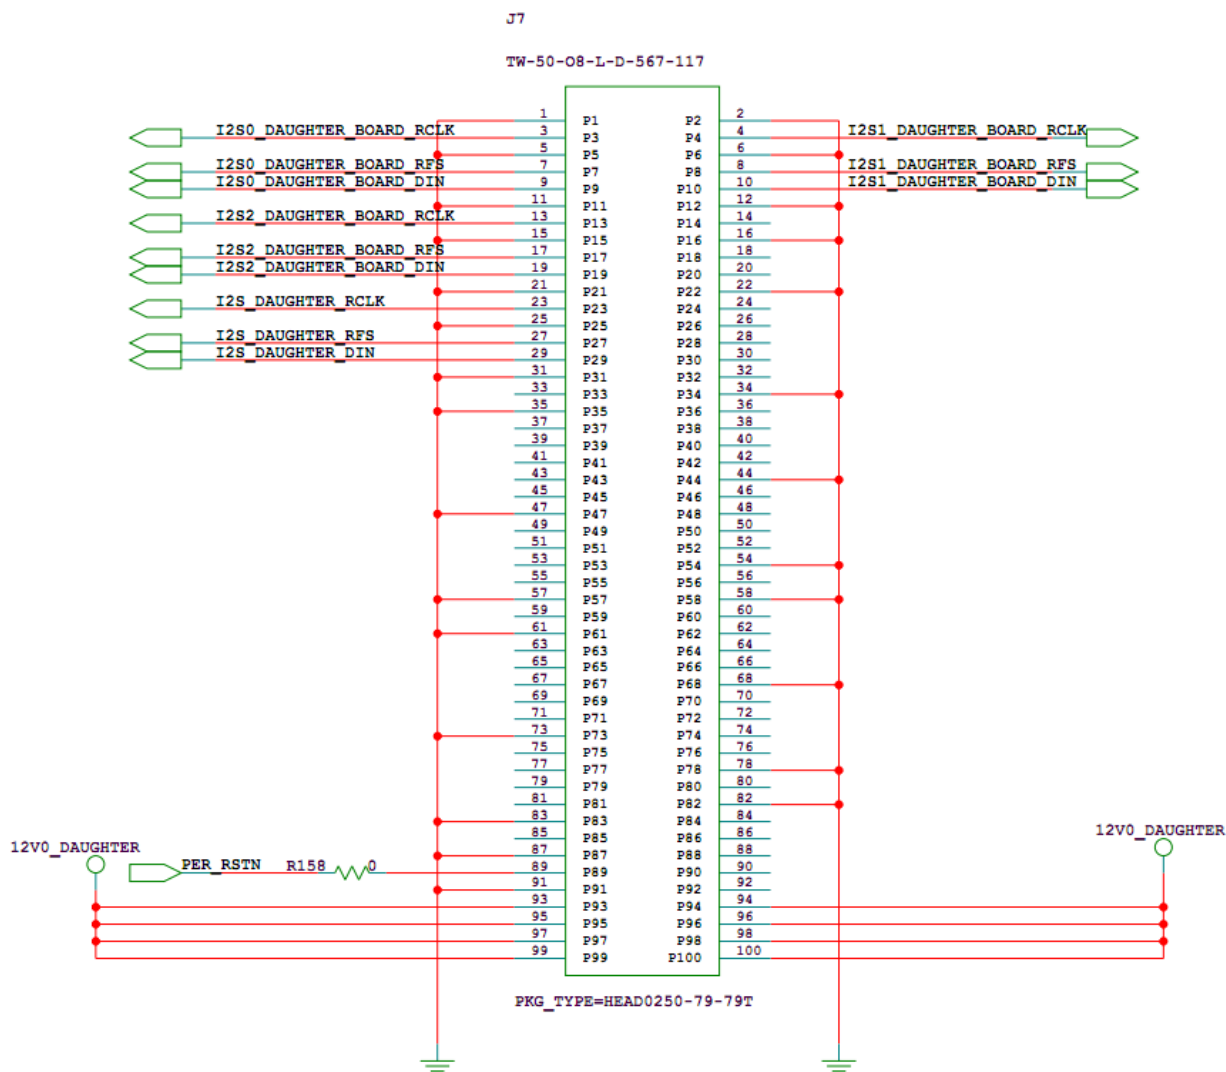 J7
TW-50-08-L-D-567-117
1 P1 P2 2
I2S0_DAUGHTER_BOARD_RCLK 3 P3 P4 4 I2S1_DAUGHTER_BOARD_RCLK
5 P5 P6 6
I2S0_DAUGHTER_BOARD_RFS 7 P7 P8 8 I2S1_DAUGHTER_BOARD_RFS
I2S0_DAUGHTER_BOARD_DIN 9 P9 P10 10 I2S1_DAUGHTER_BOARD_DIN
11 P11 P12 12
I2S2_DAUGHTER_BOARD_RCLK 13 P13 P14 14
15 P15 P16 16
I2S2_DAUGHTER_BOARD_RFS 17 P17 P18 18
I2S2_DAUGHTER_BOARD_DIN 19 P19 P20 20
21 P21 P22 22
I2S_DAUGHTER_RCLK 23 P23 P24 24
25 P25 P26 26
I2S_DAUGHTER_RFS 27 P27 P28 28
I2S_DAUGHTER_DIN 29 P29 P30 30
31 P31 P32 32
33 P33 P34 34
35 P35 P36 36
37 P37 P38 38
39 P39 P40 40
41 P41 P42 42
43 P43 P44 44
45 P45 P46 46
47 P47 P48 48
49 P49 P50 50
51 P51 P52 52
53 P53 P54 54
55 P55 P56 56
57 P57 P58 58
59 P59 P60 60
61 P61 P62 62
63 P63 P64 64
65 P65 P66 66
67 P67 P68 68
69 P69 P70 70
71 P71 P72 72
73 P73 P74 74
75 P75 P76 76
77 P77 P78 78
79 P79 P80 80
81 P81 P82 82
83 P83 P84 84
85 P85 P86 86
12V0_DAUGHTER 87 P87 P88 88 12V0_DAUGHTER
PER_RSTN R158 0 89 P89 P90 90
91 P91 P92 92
93 P93 P94 94
95 P95 P96 96
97 P97 P98 98
99 P99 P100 100
PKG_TYPE=HEAD0250-79-79T